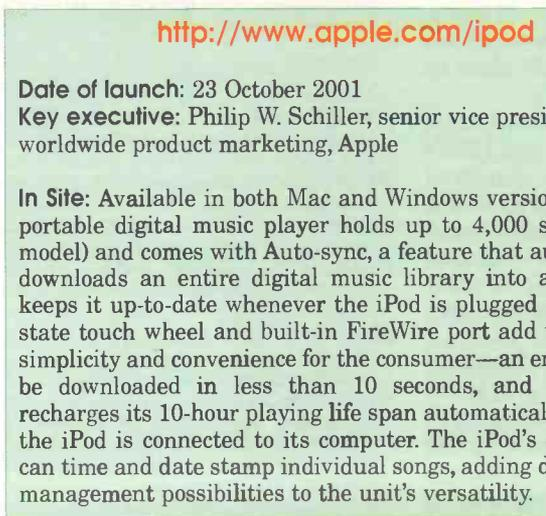 http://www.apple.com/ipod
Date of launch: 23 October 2001
Key executive: Philip W. Schiller, senior vice presi
worldwide product marketing, Apple
In Site: Available in both Mac and Windows versio
portable digital music player holds up to 4,000 s
model) and comes with Auto-sync, a feature that au
downloads an entire digital music library into a
keeps it up-to-date whenever the iPod is plugged
state touch wheel and built-in FireWire port add
simplicity and convenience for the consumer—an en
be downloaded in less than 10 seconds, and
recharges its 10-hour playing life span automatical
the iPod is connected to its computer. The iPod's
can time and date stamp individual songs, adding d
management possibilities to the unit's versatility.